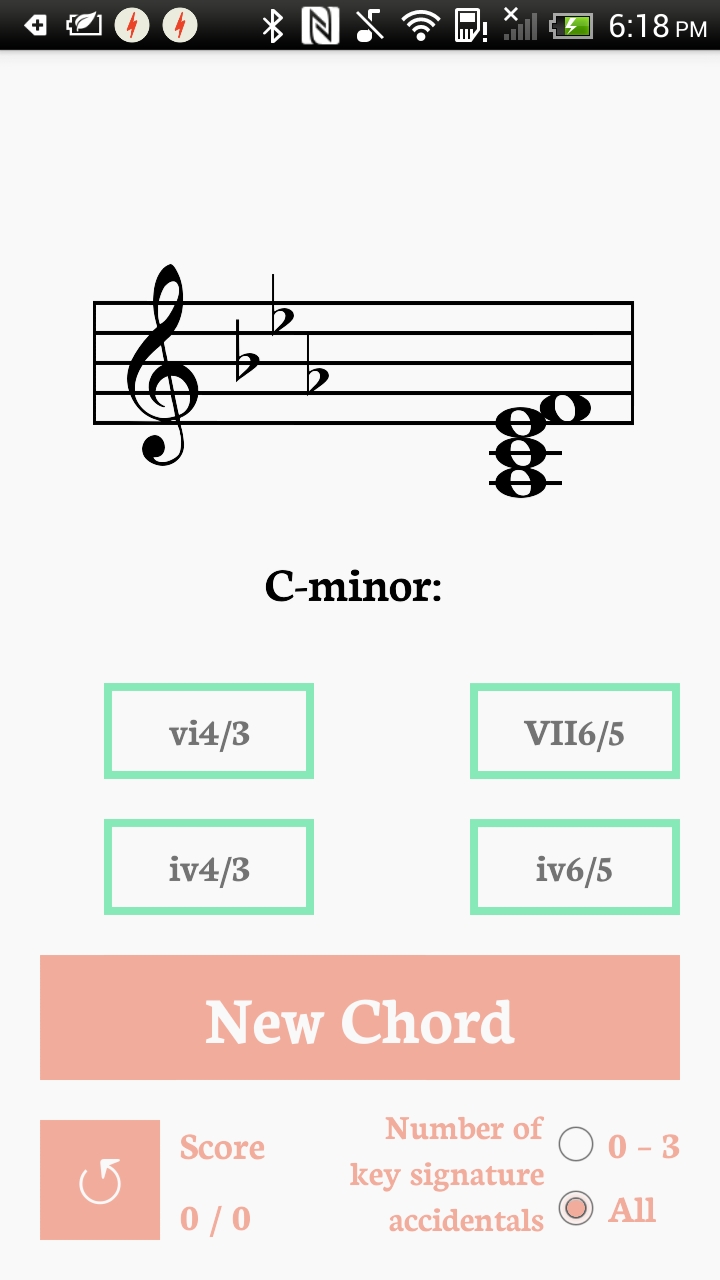 6:18 PM
C-minor:
vi4/3
VII6/5
iv4/3
iv6/5
New Chord
Score
0 / 0
Number of
key signature
accidentals
0 – 3
All